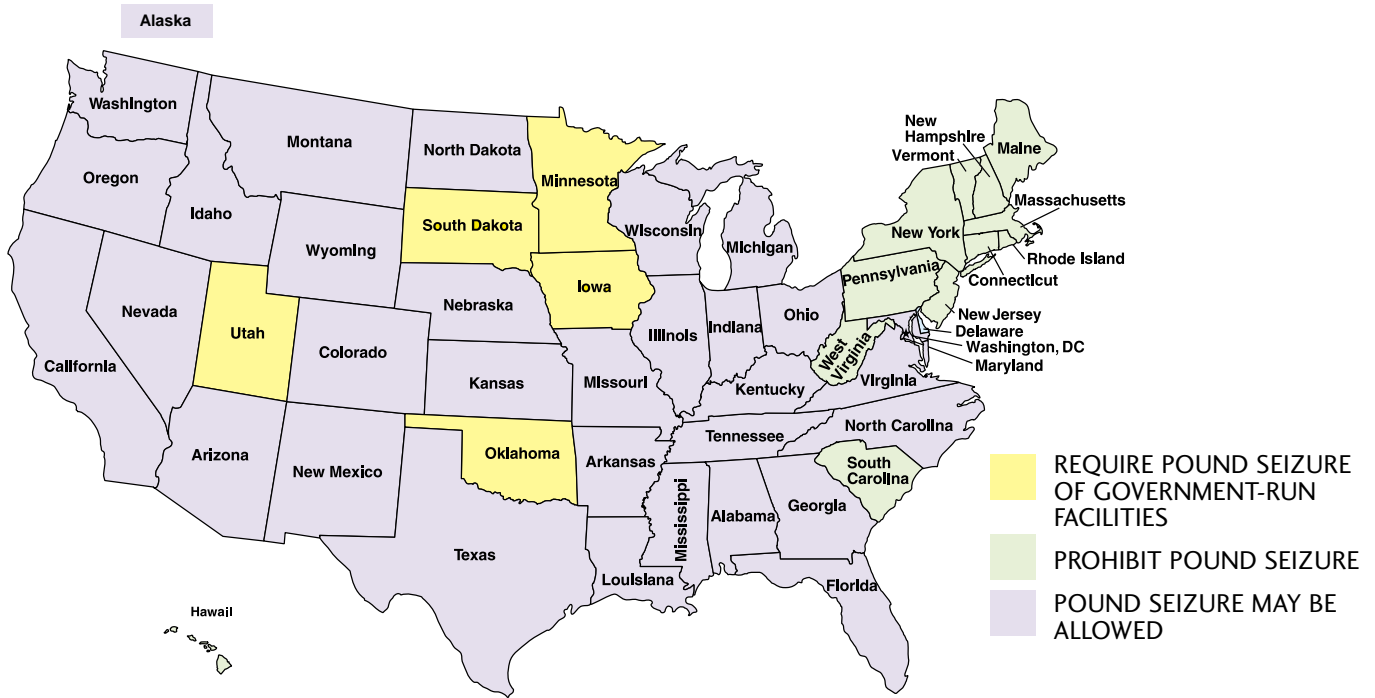 Alaska
Washington
Montana
North Dakota
Minnesota
Oregon
Idaho
Wyoming
South Dakota
Wisconsin
Michigan
New
Hampshire
Vermont
Maine
Massachusetts
New York
Rhode Island
Connecticut
Pennsylvania
New Jersey
Delaware
Washington, DC
Maryland
Nevada
Utah
California
Colorado
Nebraska
Iowa
Illinois
Indiana
Ohio
West
Virginia
Virginia
Kansas
Missouri
Kentucky
Arizona
New Mexico
Oklahoma
Arkansas
Tennessee
North Carolina
South
Carolina
Texas
Louisiana
Mississippi
Alabama
Georgia
Florida
Hawaii
REQUIRE POUND SEIZURE
OF GOVERNMENT-RUN
FACILITIES
PROHIBIT POUND SEIZURE
POUND SEIZURE MAY BE
ALLOWED